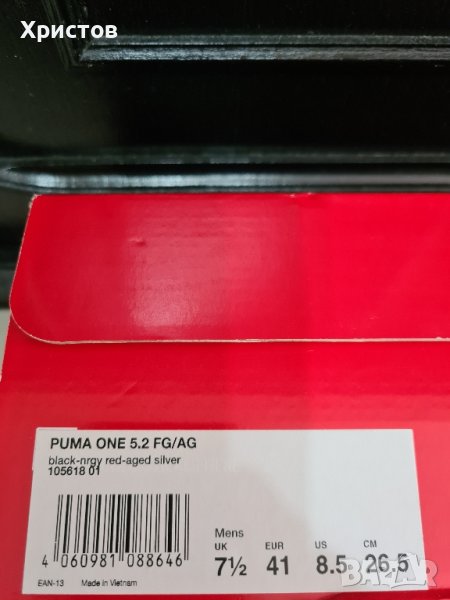 Христов
PUMA ONE 5.2 FG/AG
black-nrgy red-aged silver
105618 01
Mens
UK EUR US CM
7½ 41 8.5 26.5
4 060981 088646
EAN-13 Made in Vietnam
BAZAR